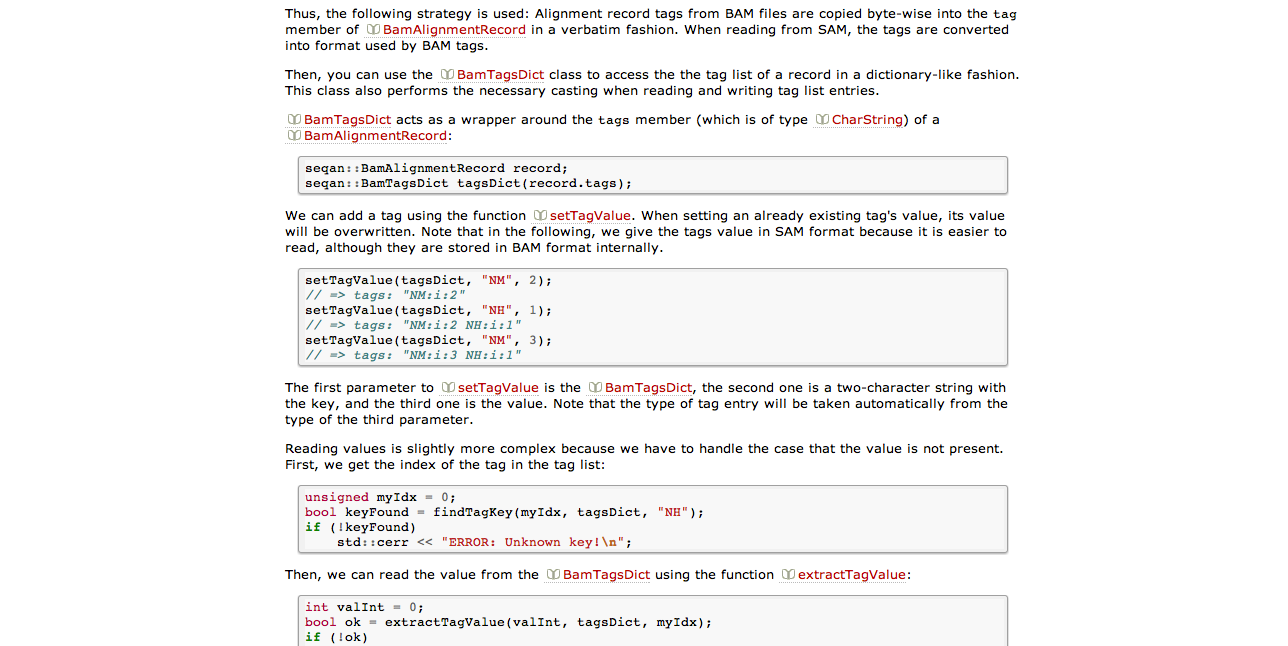 Thus, the following strategy is used: Alignment record tags from BAM files are copied byte-wise into the tag
member of BamAlignmentRecord in a verbatim fashion. When reading from SAM, the tags are converted
into format used by BAM tags.
Then, you can use the BamTagsDict class to access the the tag list of a record in a dictionary-like fashion.
This class also performs the necessary casting when reading and writing tag list entries.
BamTagsDict acts as a wrapper around the tags member (which is of type CharString) of a
BamAlignmentRecord:
seqan::BamAlignmentRecord record;
seqan::BamTagsDict tagsDict(record.tags);
We can add a tag using the function setTagValue. When setting an already existing tag's value, its value
will be overwritten. Note that in the following, we give the tags value in SAM format because it is easier to
read, although they are stored in BAM format internally.
setTagValue(tagsDict, "NM", 2);
// => tags: "NM:i:2"
setTagValue(tagsDict, "NH", 1);
// => tags: "NM:i:2 NH:i:1"
setTagValue(tagsDict, "NM", 3);
// => tags: "NM:i:3 NH:i:1"
The first parameter to setTagValue is the BamTagsDict, the second one is a two-character string with
the key, and the third one is the value. Note that the type of tag entry will be taken automatically from the
type of the third parameter.
Reading values is slightly more complex because we have to handle the case that the value is not present.
First, we get the index of the tag in the tag list:
unsigned myIdx = 0;
bool keyFound = findTagKey(myIdx, tagsDict, "NH");
if (!keyFound)
    std::cerr << "ERROR: Unknown key!\n";
Then, we can read the value from the BamTagsDict using the function extractTagValue:
int valInt = 0;
bool ok = extractTagValue(valInt, tagsDict, myIdx);
if (!ok)